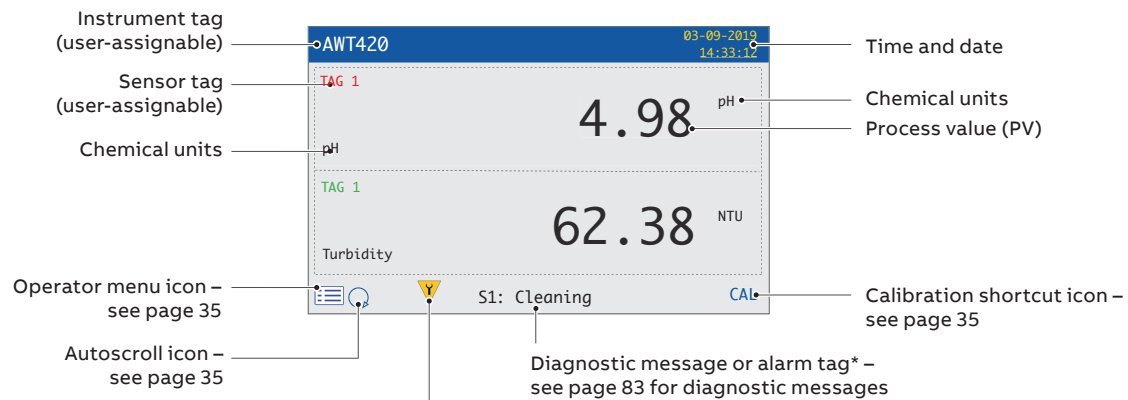 Instrument tag
(user-assignable)
AWT420
03-09-2019
14:33:12
Time and date
Sensor tag
(user-assignable)
TAG 1
4.98
pH
Chemical units
Process value (PV)
Chemical units
pH
TAG 1
62.38
NTU
Turbidity
Operator menu icon –
see page 35
Y
S1: Cleaning
CAL
Calibration shortcut icon –
see page 35
Autoscroll icon –
see page 35
Diagnostic message or alarm tag* –
see page 83 for diagnostic messages